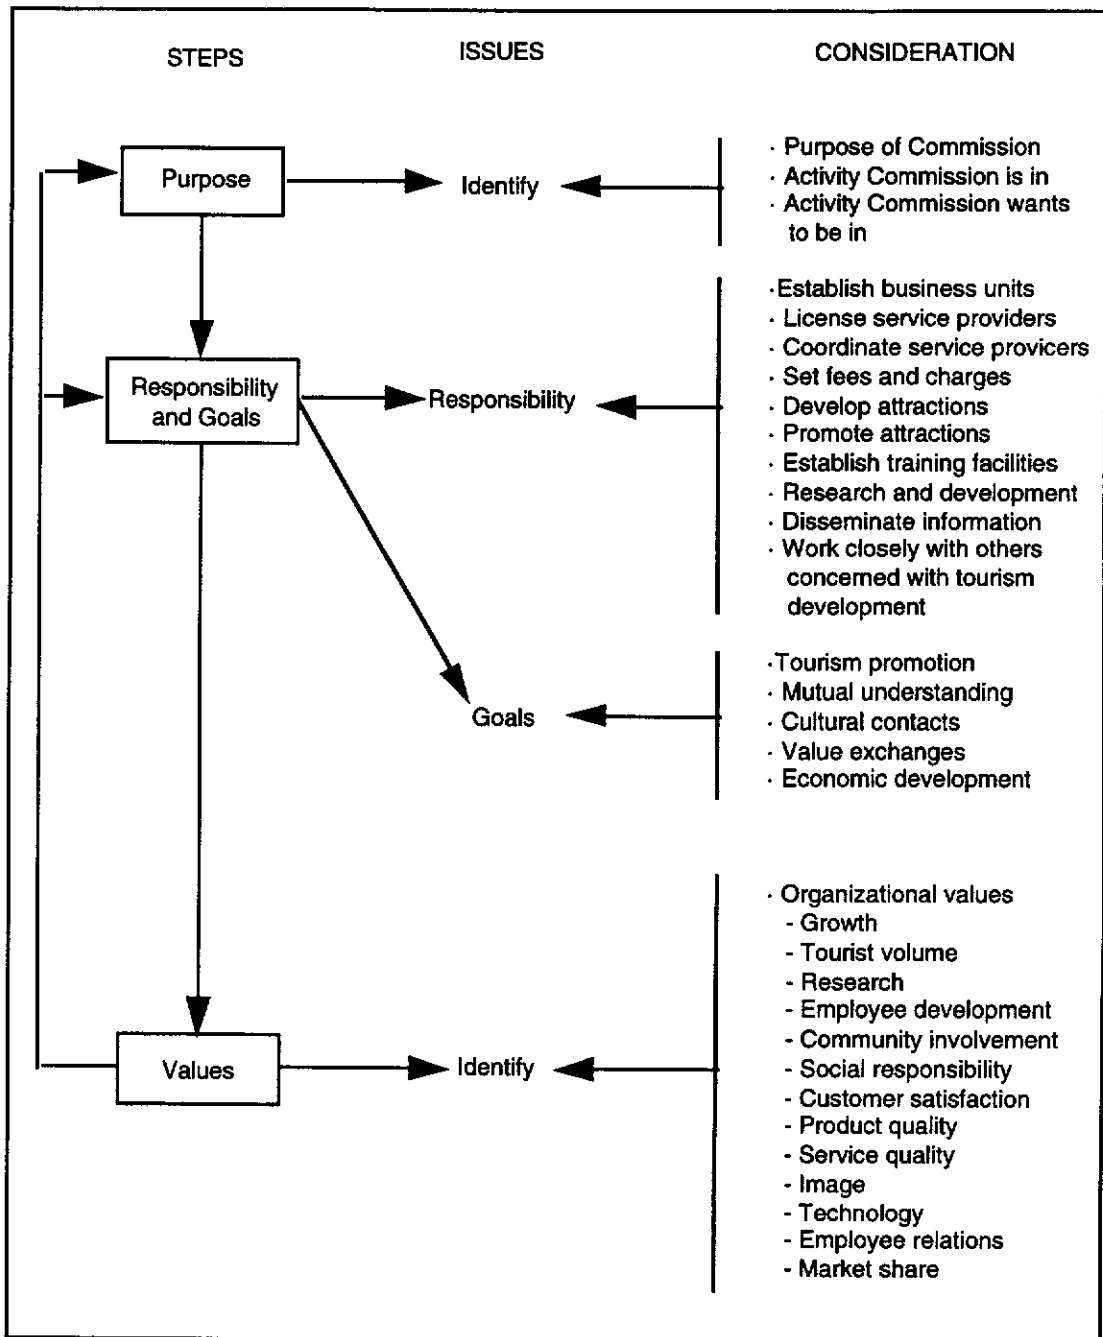 STEPS
ISSUES
CONSIDERATION
Purpose
Identify
· Purpose of Commission
· Activity Commission is in
· Activity Commission wants
to be in
Responsibility
and Goals
Responsibility
· Establish business units
· License service providers
· Coordinate service provicers
· Set fees and charges
· Develop attractions
· Promote attractions
· Establish training facilities
· Research and development
· Disseminate information
· Work closely with others
concerned with tourism
development
Goals
· Tourism promotion
· Mutual understanding
· Cultural contacts
· Value exchanges
· Economic development
Values
Identify
· Organizational values
- Growth
- Tourist volume
- Research
- Employee development
- Community involvement
- Social responsibility
- Customer satisfaction
- Product quality
- Service quality
- Image
- Technology
- Employee relations
- Market share